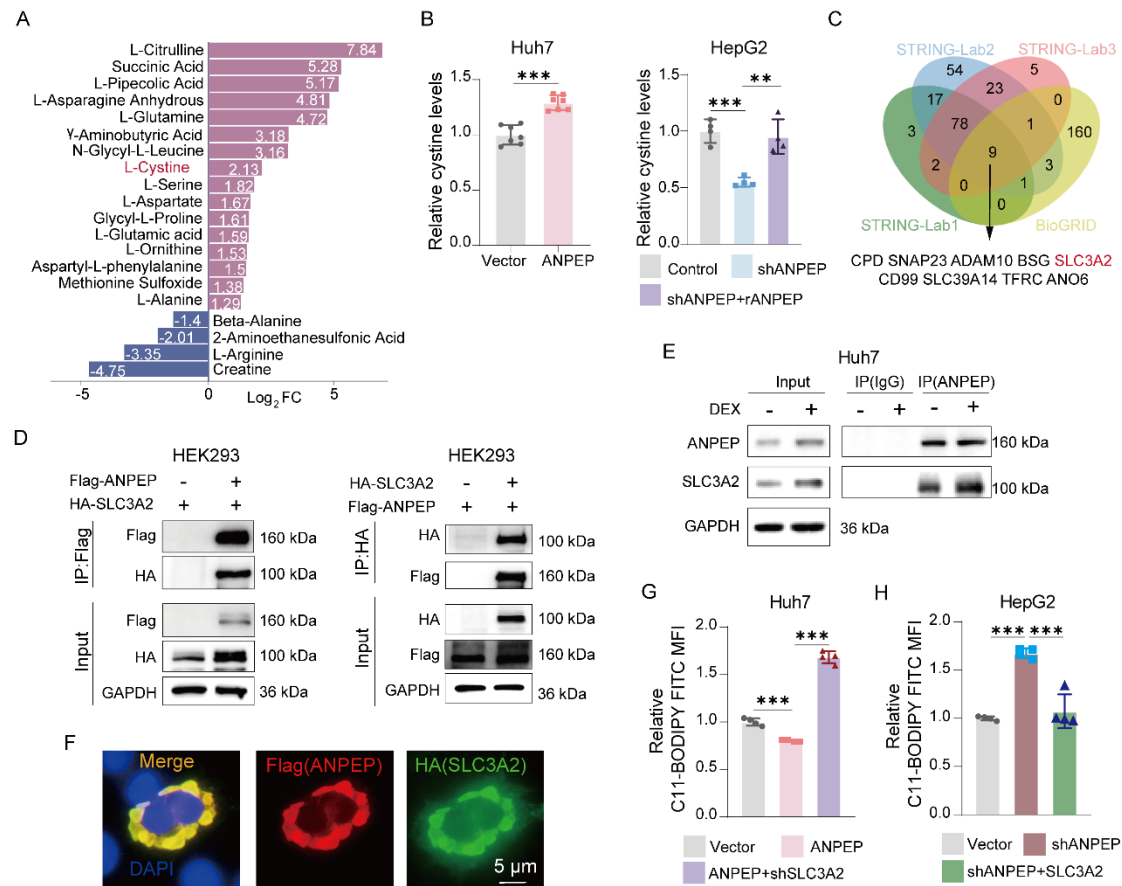 A
L-Citrulline 7.84
Succinic Acid 5.28
L-Pipecolic Acid 5.17
L-Asparagine Anhydrous 4.81
L-Glutamine 4.72
Y-Aminobutyric Acid 3.18
N-Glycyl-L-Leucine 3.16
L-Cystine 2.13
L-Serine 1.82
L-Aspartate 1.67
Glycyl-L-Proline 1.61
L-Glutamic acid 1.59
L-Ornithine 1.53
Aspartyl-L-phenylalanine 1.5
Methionine Sulfoxide 1.38
L-Alanine 1.29
-1.4 Beta-Alanine
-2.01 2-Aminoethanesulfonic Acid
-3.35 L-Arginine
-4.75 Creatine
-5 0 5
Log2 FC
B
Huh7
Relative cystine levels
1.5
1.0
0.5
0.0
***
Vector ANPEP
HepG2
Relative cystine levels
1.5
1.0
0.5
0.0
*** **
Control shANPEP
shANPEP+rANPEP
C
STRING-Lab2 STRING-Lab3
54 5
17 23 0
3 78 1 160
2 9 3
0 1
0
STRING-Lab1 BioGRID
CPD SNAP23 ADAM10 BSG SLC3A2
CD99 SLC39A14 TFRC ANO6
D
HEK293
Flag-ANPEP - +
HA-SLC3A2 + +
IP:Flag
Flag 160 kDa
HA 100 kDa
Input
Flag 160 kDa
HA 100 kDa
GAPDH 36 kDa
HEK293
HA-SLC3A2 - +
Flag-ANPEP + +
IP:HA
HA 100 kDa
Flag 160 kDa
Input
HA 100 kDa
Flag 160 kDa
GAPDH 36 kDa
E
Huh7
Input IP(IgG) IP(ANPEP)
DEX - + - + - +
ANPEP 160 kDa
SLC3A2 100 kDa
GAPDH 36 kDa
F
Merge
DAPI
Flag(ANPEP)
HA(SLC3A2)
5 μm
G
Huh7
Relative
C11-BODIPY FITC MFI
2.0
1.5
1.0
0.5
0.0
***
***
Vector ANPEP
ANPEP+shSLC3A2
H
HepG2
Relative
C11-BODIPY FITC MFI
2.0
1.5
1.0
0.5
0.0
*** ***
Vector shANPEP
shANPEP+SLC3A2